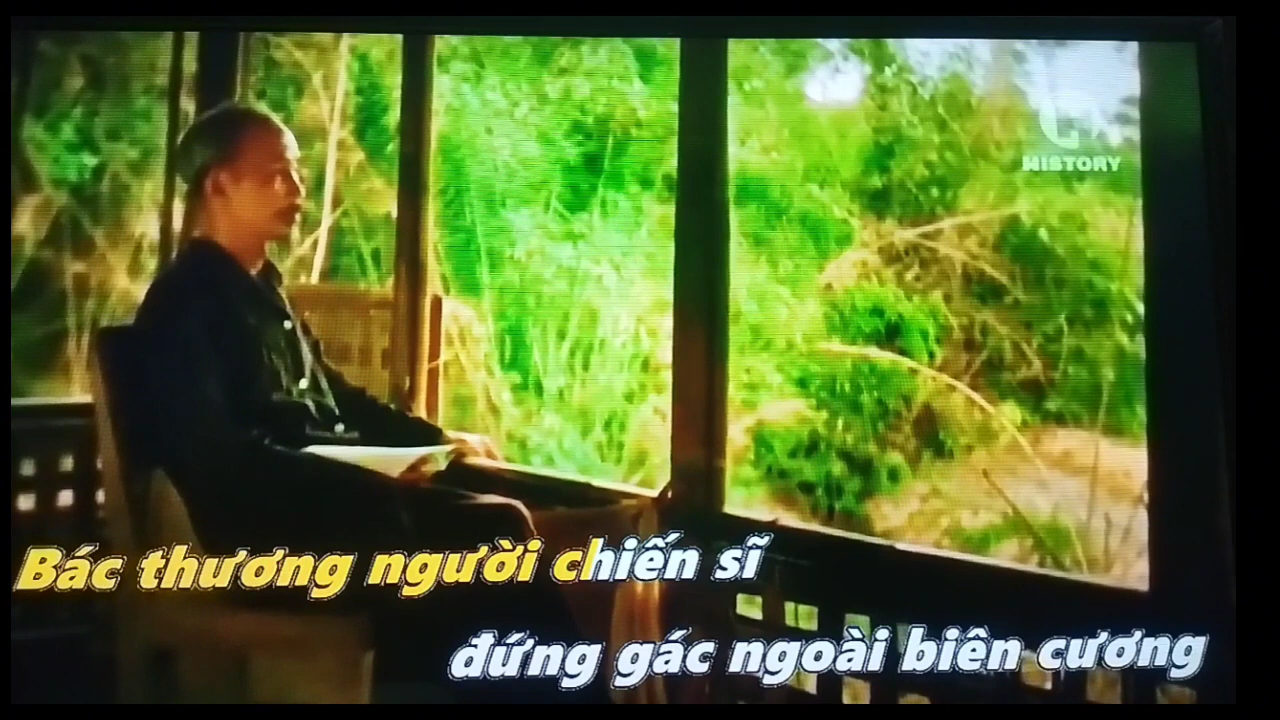 HISTORY
Bác thương người chiến sĩ
đứng gác ngoài biên cương